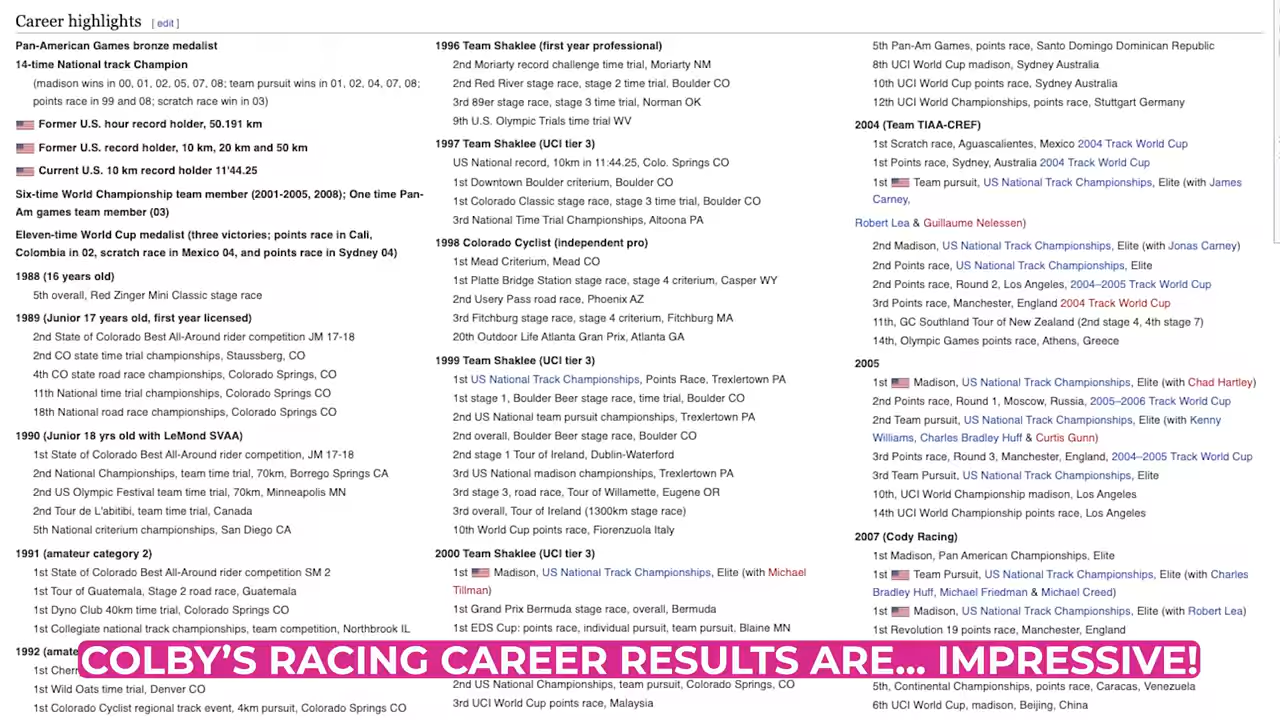 Career highlights [ edit ]
Pan-American Games bronze medalist
14-time National track Champion
(madison wins in 00, 01, 02, 05, 07, 08; team pursuit wins in 01, 02, 04, 07, 08;
points race in 99 and 08; scratch race win in 03)
Former U.S. hour record holder, 50.191 km
Former U.S. record holder, 10 km, 20 km and 50 km
Current U.S. 10 km record holder 11'44.25
Six-time World Championship team member (2001-2005, 2008); One time Pan-
Am games team member (03)
Eleven-time World Cup medalist (three victories; points race in Cali,
Colombia in 02, scratch race in Mexico 04, and points race in Sydney 04)
1988 (16 years old)
5th overall, Red Zinger Mini Classic stage race
1989 (Junior 17 years old, first year licensed)
2nd State of Colorado Best All-Around rider competition JM 17-18
2nd CO state time trial championships, Staussberg, CO
4th CO state road race championships, Colorado Springs, CO
11th National time trial championships, Colorado Springs CO
18th National road race championships, Colorado Springs CO
1990 (Junior 18 yrs old with LeMond SVAA)
1st State of Colorado Best All-Around rider competition, JM 17-18
2nd National Championships, team time trial, 70km, Borrego Springs CA
2nd US Olympic Festival team time trial, 70km, Minneapolis MN
2nd Tour de L'abitibi, team time trial, Canada
5th National criterium championships, San Diego CA
1991 (amateur category 2)
1st State of Colorado Best All-Around rider competition SM 2
1st Tour of Guatemala, Stage 2 road race, Guatemala
1st Dyno Club 40km time trial, Colorado Springs CO
1st Collegiate national track championships, team competition, Northbrook IL
1992 (amate
1st Cherr
1st Wild Oats time trial, Denver CO
1st Colorado Cyclist regional track event, 4km pursuit, Colorado Springs CO
1996 Team Shaklee (first year professional)
2nd Moriarty record challenge time trial, Moriarty NM
2nd Red River stage race, stage 2 time trial, Boulder CO
3rd 89er stage race, stage 3 time trial, Norman OK
9th U.S. Olympic Trials time trial WV
1997 Team Shaklee (UCI tier 3)
US National record, 10km in 11:44.25, Colo. Springs CO
1st Downtown Boulder criterium, Boulder CO
1st Colorado Classic stage race, stage 3 time trial, Boulder CO
3rd National Time Trial Championships, Altoona PA
1998 Colorado Cyclist (independent pro)
1st Mead Criterium, Mead CO
1st Platte Bridge Station stage race, stage 4 criterium, Casper WY
2nd Usery Pass road race, Phoenix AZ
3rd Fitchburg stage race, stage 4 criterium, Fitchburg MA
20th Outdoor Life Atlanta Gran Prix, Atlanta GA
1999 Team Shaklee (UCI tier 3)
1st US National Track Championships, Points Race, Trexlertown PA
1st stage 1, Boulder Beer stage race, time trial, Boulder CO
2nd US National team pursuit championships, Trexlertown PA
2nd overall, Boulder Beer stage race, Boulder CO
2nd stage 1 Tour of Ireland, Dublin-Waterford
3rd US National madison championships, Trexlertown PA
3rd stage 3, road race, Tour of Willamette, Eugene OR
3rd overall, Tour of Ireland (1300km stage race)
10th World Cup points race, Fiorenzuola Italy
2000 Team Shaklee (UCI tier 3)
1st Madison, US National Track Championships, Elite (with Michael
Tillman)
1st Grand Prix Bermuda stage race, overall, Bermuda
1st EDS Cup: points race, individual pursuit, team pursuit, Blaine MN
2nd US National Championships, team pursuit, Colorado Springs, CO
3rd UCI World Cup points race, Malaysia
5th Pan-Am Games, points race, Santo Domingo Dominican Republic
8th UCI World Cup madison, Sydney Australia
10th UCI World Cup points race, Sydney Australia
12th UCI World Championships, points race, Stuttgart Germany
2004 (Team TIAA-CREF)
1st Scratch race, Aguascalientes, Mexico 2004 Track World Cup
1st Points race, Sydney, Australia 2004 Track World Cup
1st Team pursuit, US National Track Championships, Elite (with James
Carney,
Robert Lea & Guillaume Nelessen)
2nd Madison, US National Track Championships, Elite (with Jonas Carney)
2nd Points race, US National Track Championships, Elite
2nd Points race, Round 2, Los Angeles, 2004–2005 Track World Cup
3rd Points race, Manchester, England 2004 Track World Cup
11th, GC Southland Tour of New Zealand (2nd stage 4, 4th stage 7)
14th, Olympic Games points race, Athens, Greece
2005
1st Madison, US National Track Championships, Elite (with Chad Hartley)
2nd Points race, Round 1, Moscow, Russia, 2005–2006 Track World Cup
2nd Team pursuit, US National Track Championships, Elite (with Kenny
Williams, Charles Bradley Huff & Curtis Gunn)
3rd Points race, Round 3, Manchester, England, 2004–2005 Track World Cup
3rd Team Pursuit, US National Track Championships, Elite
10th, UCI World Championship madison, Los Angeles
14th UCI World Championship points race, Los Angeles
2007 (Cody Racing)
1st Madison, Pan American Championships, Elite
1st Team Pursuit, US National Track Championships, Elite (with Charles
Bradley Huff, Michael Friedman & Michael Creed)
1st Madison, US National Track Championships, Elite (with Robert Lea)
1st Revolution 19 points race, Manchester, England
5th, Continental Championships, points race, Caracas, Venezuela
6th UCI World Cup, madison, Beijing, China
COLBY'S RACING CAREER RESULTS ARE... IMPRESSIVE!